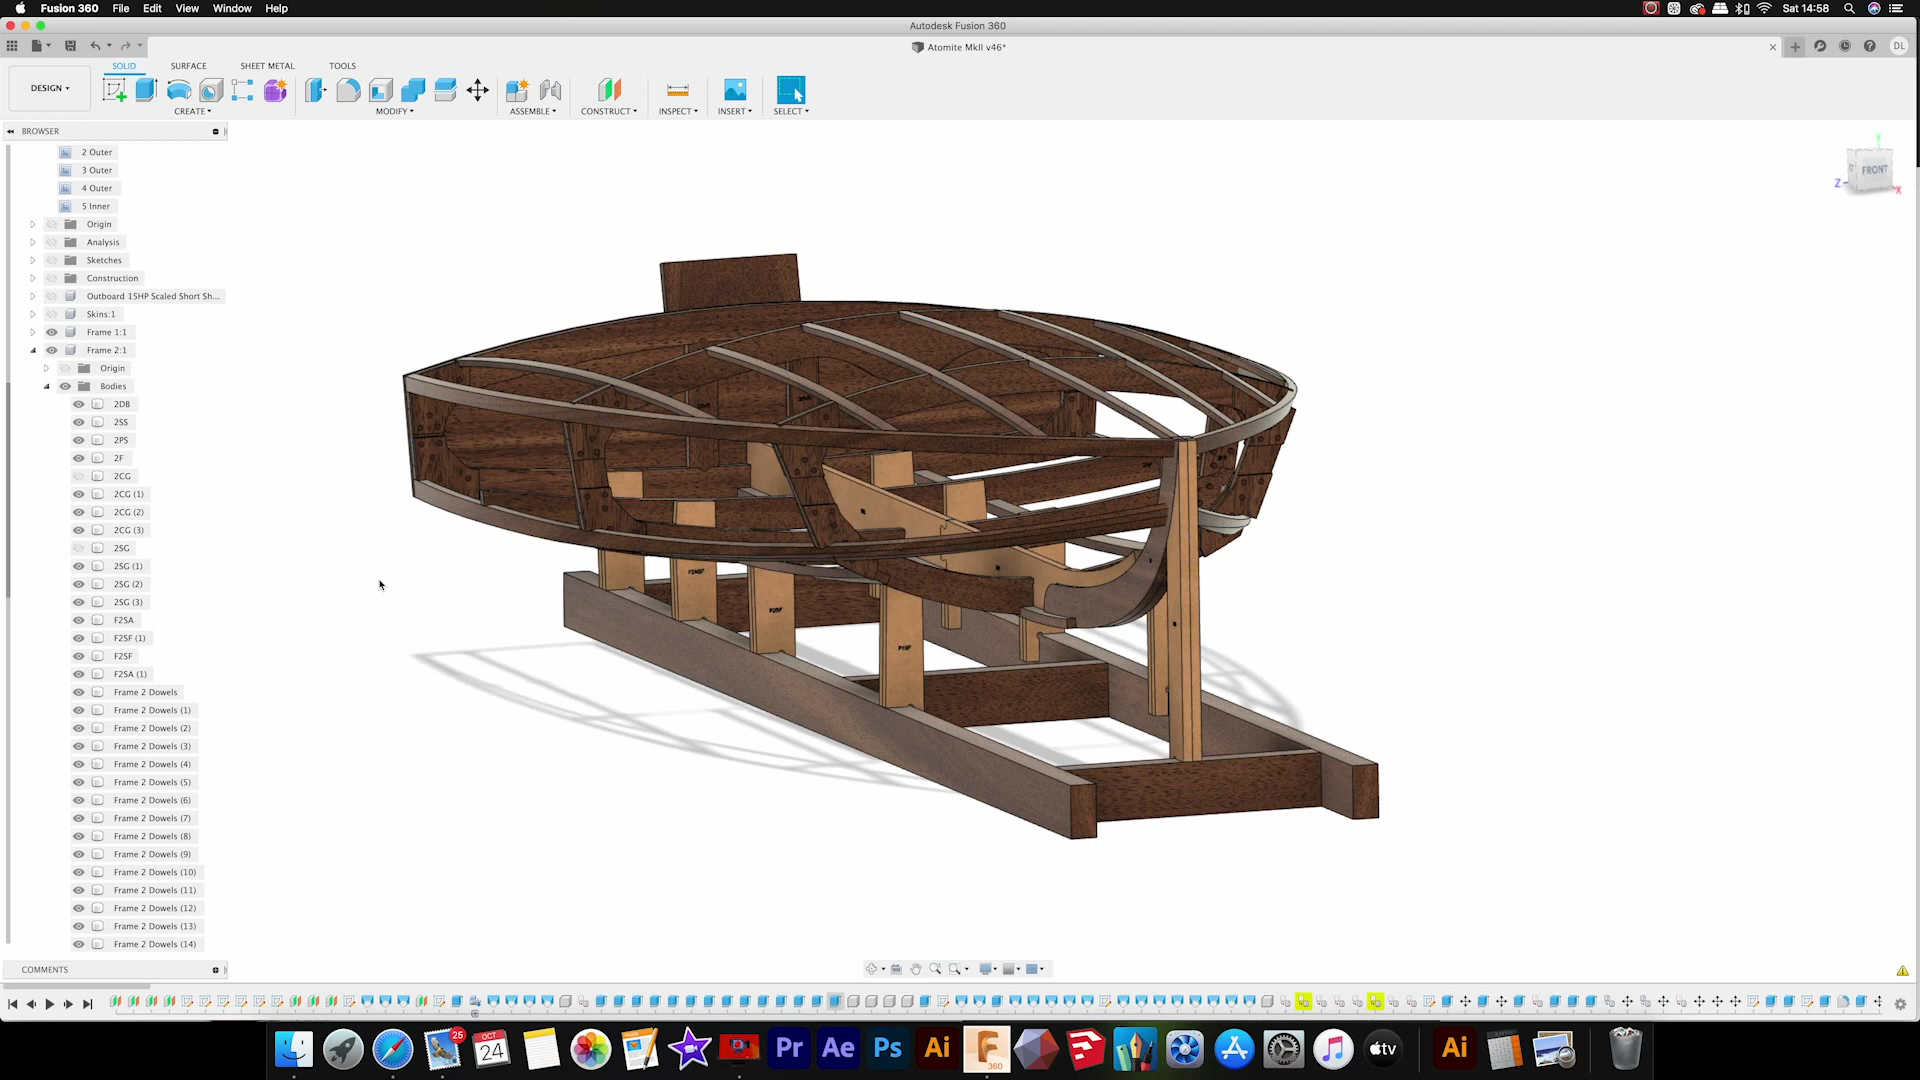 Fusion 360 File Edit View Window Help
Sat 14:58
Autodesk Fusion 360
Atomite MkII v46*
DL
SOLID SURFACE SHEET METAL TOOLS
DESIGN
CREATE MODIFY ASSEMBLE CONSTRUCT INSPECT INSERT SELECT
BROWSER
2 Outer
3 Outer
4 Outer
5 Inner
Origin
Analysis
Sketches
Construction
Outboard 15HP Scaled Short Sh...
Skins:1
Frame 1:1
Frame 2:1
Origin
Bodies
2DB
2SS
2PS
2F
2CG
2CG (1)
2CG (2)
2CG (3)
2SG
2SG (1)
2SG (2)
2SG (3)
F2SA
F2SF (1)
F2SF
F2SA (1)
Frame 2 Dowels
Frame 2 Dowels (1)
Frame 2 Dowels (2)
Frame 2 Dowels (3)
Frame 2 Dowels (4)
Frame 2 Dowels (5)
Frame 2 Dowels (6)
Frame 2 Dowels (7)
Frame 2 Dowels (8)
Frame 2 Dowels (9)
Frame 2 Dowels (10)
Frame 2 Dowels (11)
Frame 2 Dowels (12)
Frame 2 Dowels (13)
Frame 2 Dowels (14)
FRONT
Z
X
COMMENTS
25
OCT
24
Pr
Ae
Ps
Ai
360
tv
Ai